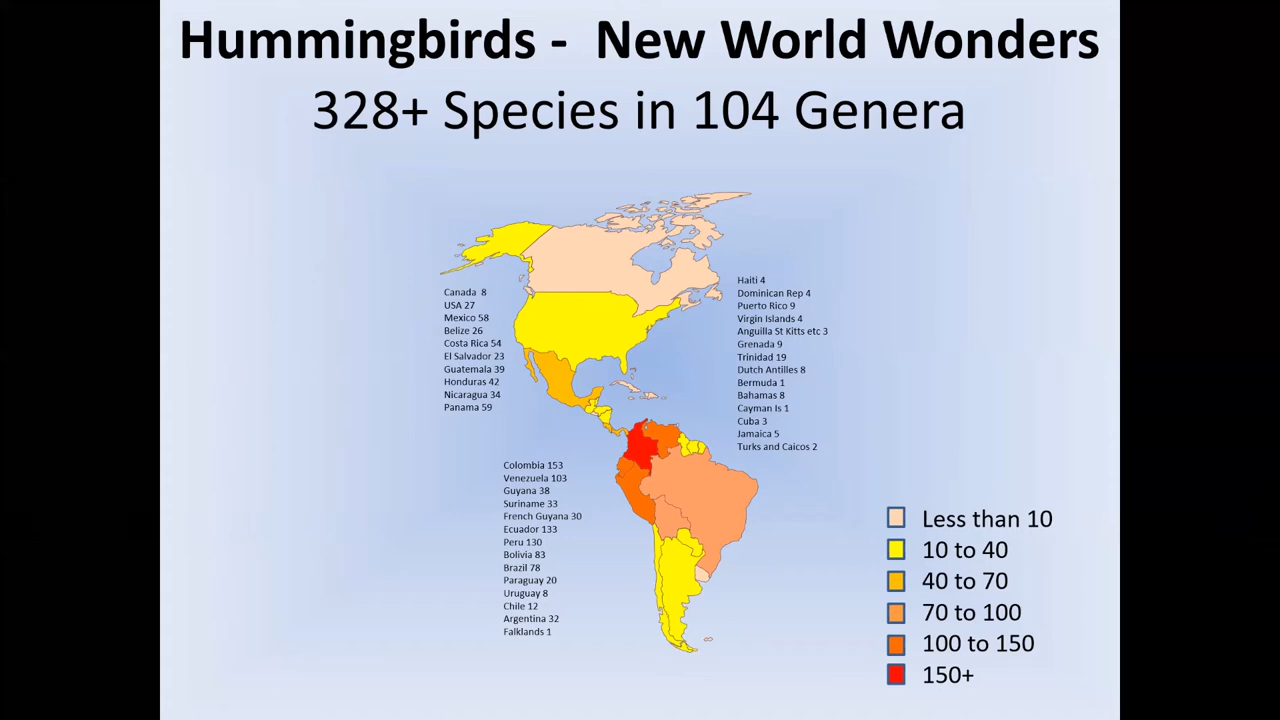 Hummingbirds - New World Wonders
328+ Species in 104 Genera
Canada 8
USA 27
Mexico 58
Belize 26
Costa Rica 54
El Salvador 23
Guatemala 39
Honduras 42
Nicaragua 34
Panama 59
Haiti 4
Dominican Rep 4
Puerto Rico 9
Virgin Islands 4
Anguilla St Kitts etc 3
Grenada 9
Trinidad 19
Dutch Antilles 8
Bermuda 1
Bahamas 8
Cayman Is 1
Cuba 3
Jamaica 5
Turks and Caicos 2
Colombia 153
Venezuela 103
Guyana 38
Suriname 33
French Guyana 30
Ecuador 133
Peru 130
Bolivia 83
Brazil 78
Paraguay 20
Uruguay 8
Chile 12
Argentina 32
Falklands 1
Less than 10
10 to 40
40 to 70
70 to 100
100 to 150
150+